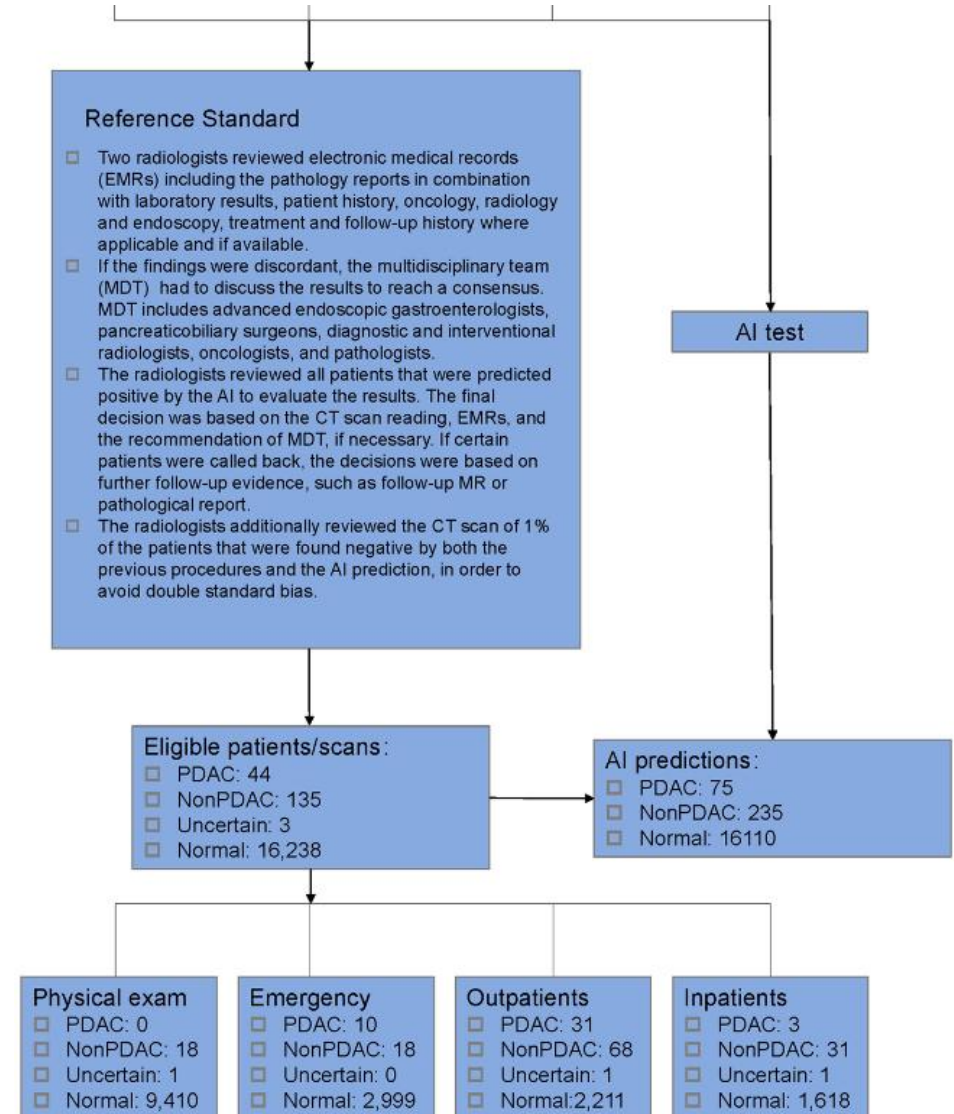 Reference Standard
Two radiologists reviewed electronic medical records
(EMRs) including the pathology reports in combination
with laboratory results, patient history, oncology, radiology
and endoscopy, treatment and follow-up history where
applicable and if available.
If the findings were discordant, the multidisciplinary team
(MDT) had to discuss the results to reach a consensus.
MDT includes advanced endoscopic gastroenterologists,
pancreaticobiliary surgeons, diagnostic and interventional
radiologists, oncologists, and pathologists.
The radiologists reviewed all patients that were predicted
positive by the AI to evaluate the results. The final
decision was based on the CT scan reading, EMRs, and
the recommendation of MDT, if necessary. If certain
patients were called back, the decisions were based on
further follow-up evidence, such as follow-up MR or
pathological report.
The radiologists additionally reviewed the CT scan of 1%
of the patients that were found negative by both the
previous procedures and the AI prediction, in order to
avoid double standard bias.
AI test
Eligible patients/scans:
PDAC: 44
NonPDAC: 135
Uncertain: 3
Normal: 16,238
AI predictions:
PDAC: 75
NonPDAC: 235
Normal: 16110
Physical exam
PDAC: 0
NonPDAC: 18
Uncertain: 1
Normal: 9,410
Emergency
PDAC: 10
NonPDAC: 18
Uncertain: 0
Normal: 2,999
Outpatients
PDAC: 31
NonPDAC: 68
Uncertain: 1
Normal:2,211
Inpatients
PDAC: 3
NonPDAC: 31
Uncertain: 1
Normal: 1,618